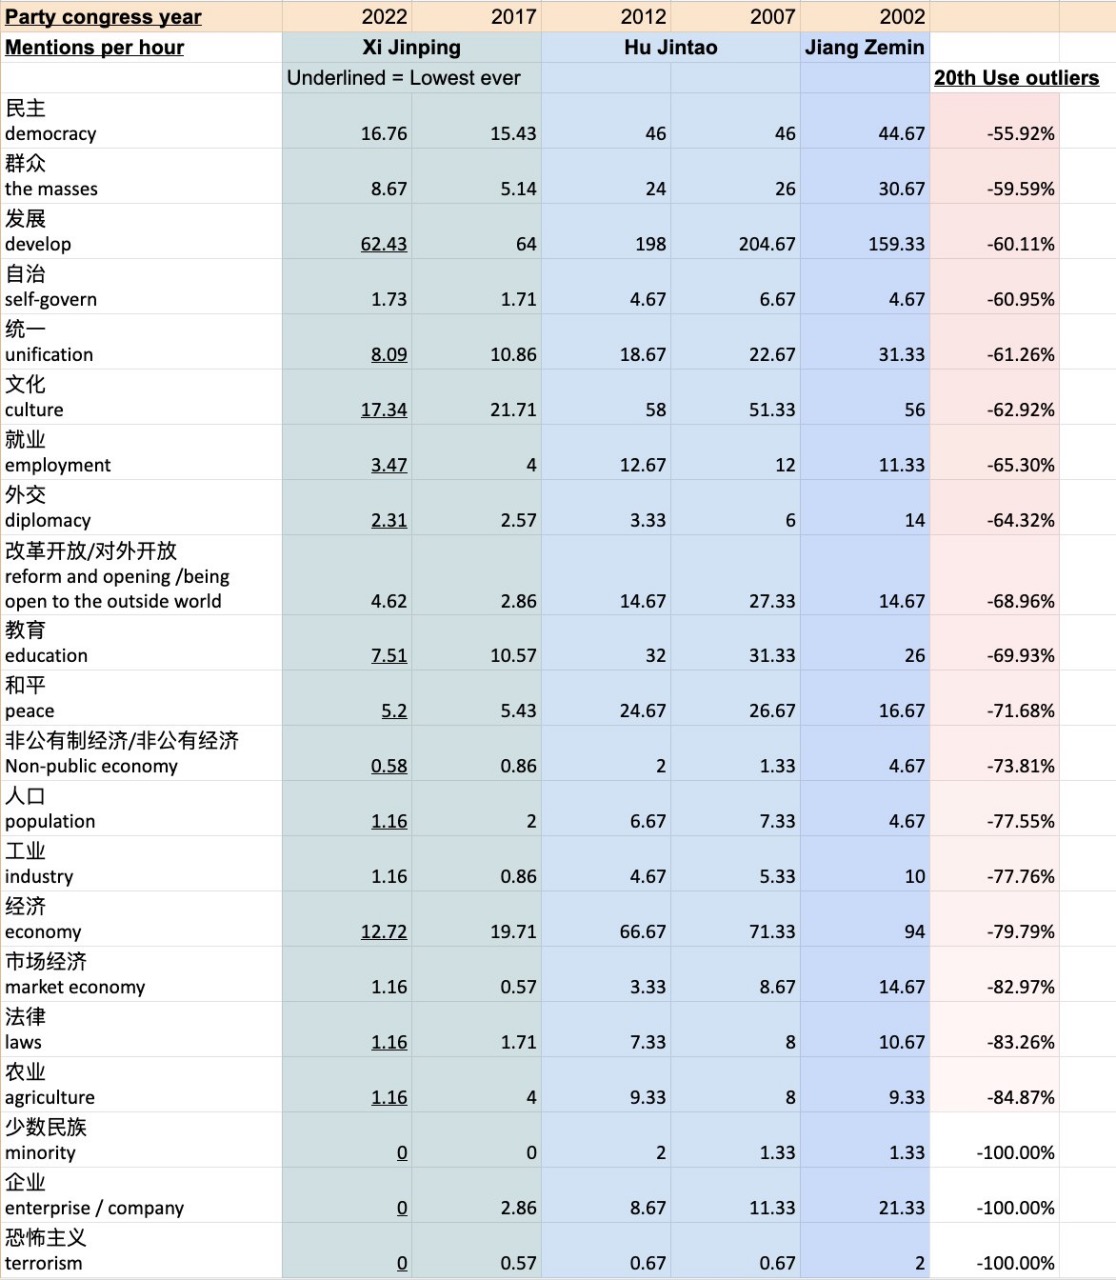 Party congress year 2022 2017 2012 2007 2002
Mentions per hour Xi Jinping Hu Jintao Jiang Zemin
Underlined = Lowest ever 20th Use outliers
民主
democracy 16.76 15.43 46 46 44.67 -55.92%
群众
the masses 8.67 5.14 24 26 30.67 -59.59%
发展
develop 62.43 64 198 204.67 159.33 -60.11%
自治
self-govern 1.73 1.71 4.67 6.67 4.67 -60.95%
统一
unification 8.09 10.86 18.67 22.67 31.33 -61.26%
文化
culture 17.34 21.71 58 51.33 56 -62.92%
就业
employment 3.47 4 12.67 12 11.33 -65.30%
外交
diplomacy 2.31 2.57 3.33 6 14 -64.32%
改革开放/对外开放
reform and opening /being
open to the outside world 4.62 2.86 14.67 27.33 14.67 -68.96%
教育
education 7.51 10.57 32 31.33 26 -69.93%
和平
peace 5.2 5.43 24.67 26.67 16.67 -71.68%
非公有制经济/非公有经济
Non-public economy 0.58 0.86 2 1.33 4.67 -73.81%
人口
population 1.16 2 6.67 7.33 4.67 -77.55%
工业
industry 1.16 0.86 4.67 5.33 10 -77.76%
经济
economy 12.72 19.71 66.67 71.33 94 -79.79%
市场经济
market economy 1.16 0.57 3.33 8.67 14.67 -82.97%
法律
laws 1.16 1.71 7.33 8 10.67 -83.26%
农业
agriculture 1.16 4 9.33 8 9.33 -84.87%
少数民族
minority 0 0 2 1.33 1.33 -100.00%
企业
enterprise / company 0 2.86 8.67 11.33 21.33 -100.00%
恐怖主义
terrorism 0 0.57 0.67 0.67 2 -100.00%